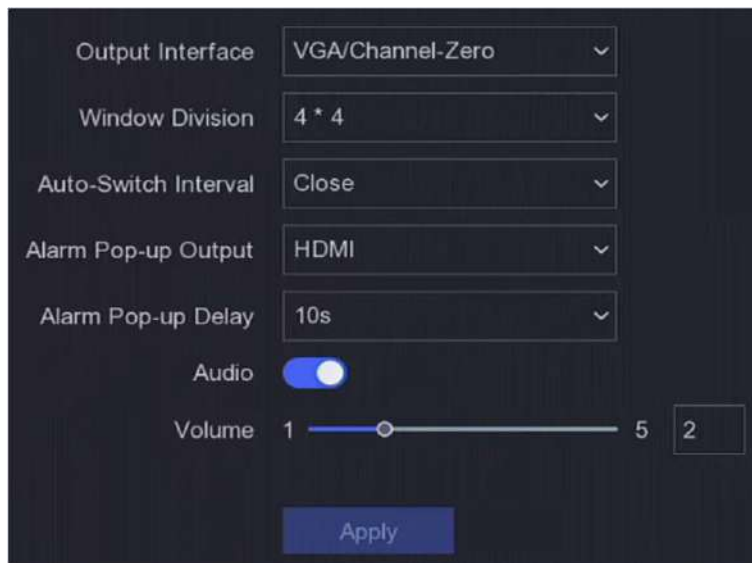 Output Interface VGA/Channel-Zero
Window Division 4 * 4
Auto-Switch Interval Close
Alarm Pop-up Output HDMI
Alarm Pop-up Delay 10s
Audio
Volume 1 5 2
Apply